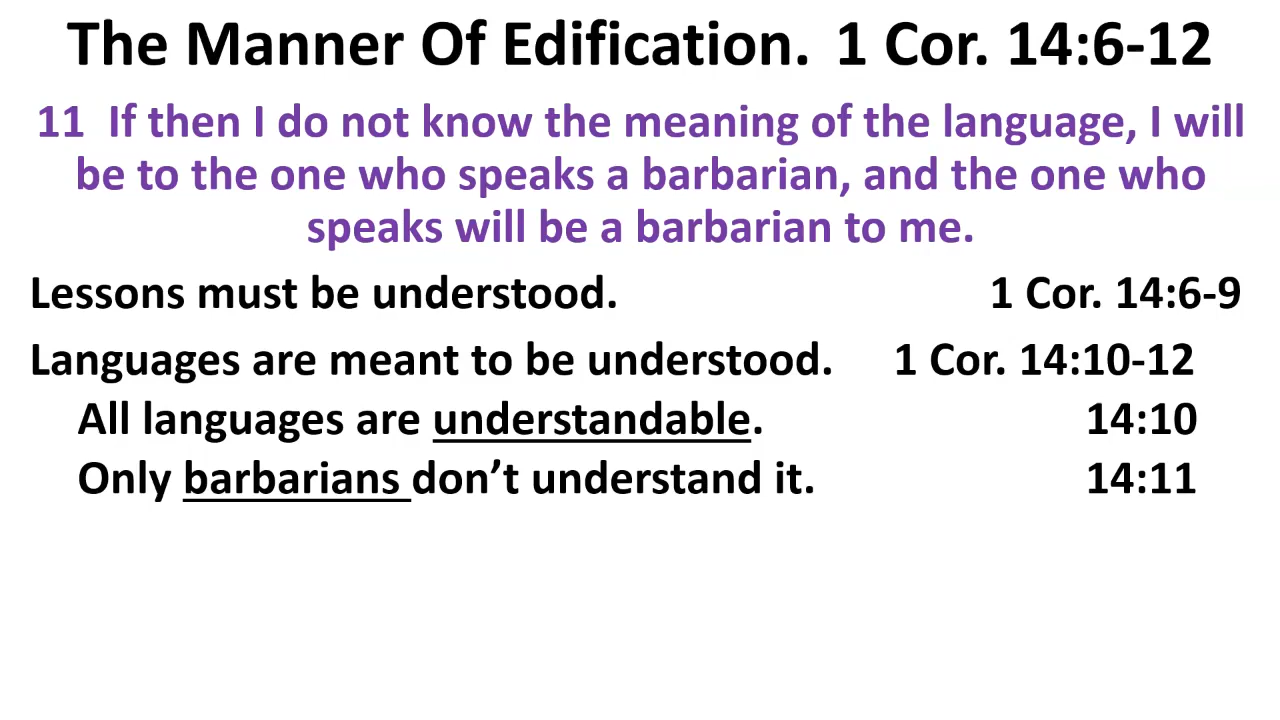 The Manner Of Edification. 1 Cor. 14:6-12
11 If then I do not know the meaning of the language, I will
be to the one who speaks a barbarian, and the one who
speaks will be a barbarian to me.
Lessons must be understood. 1 Cor. 14:6-9
Languages are meant to be understood. 1 Cor. 14:10-12
All languages are understandable. 14:10
Only barbarians don’t understand it. 14:11